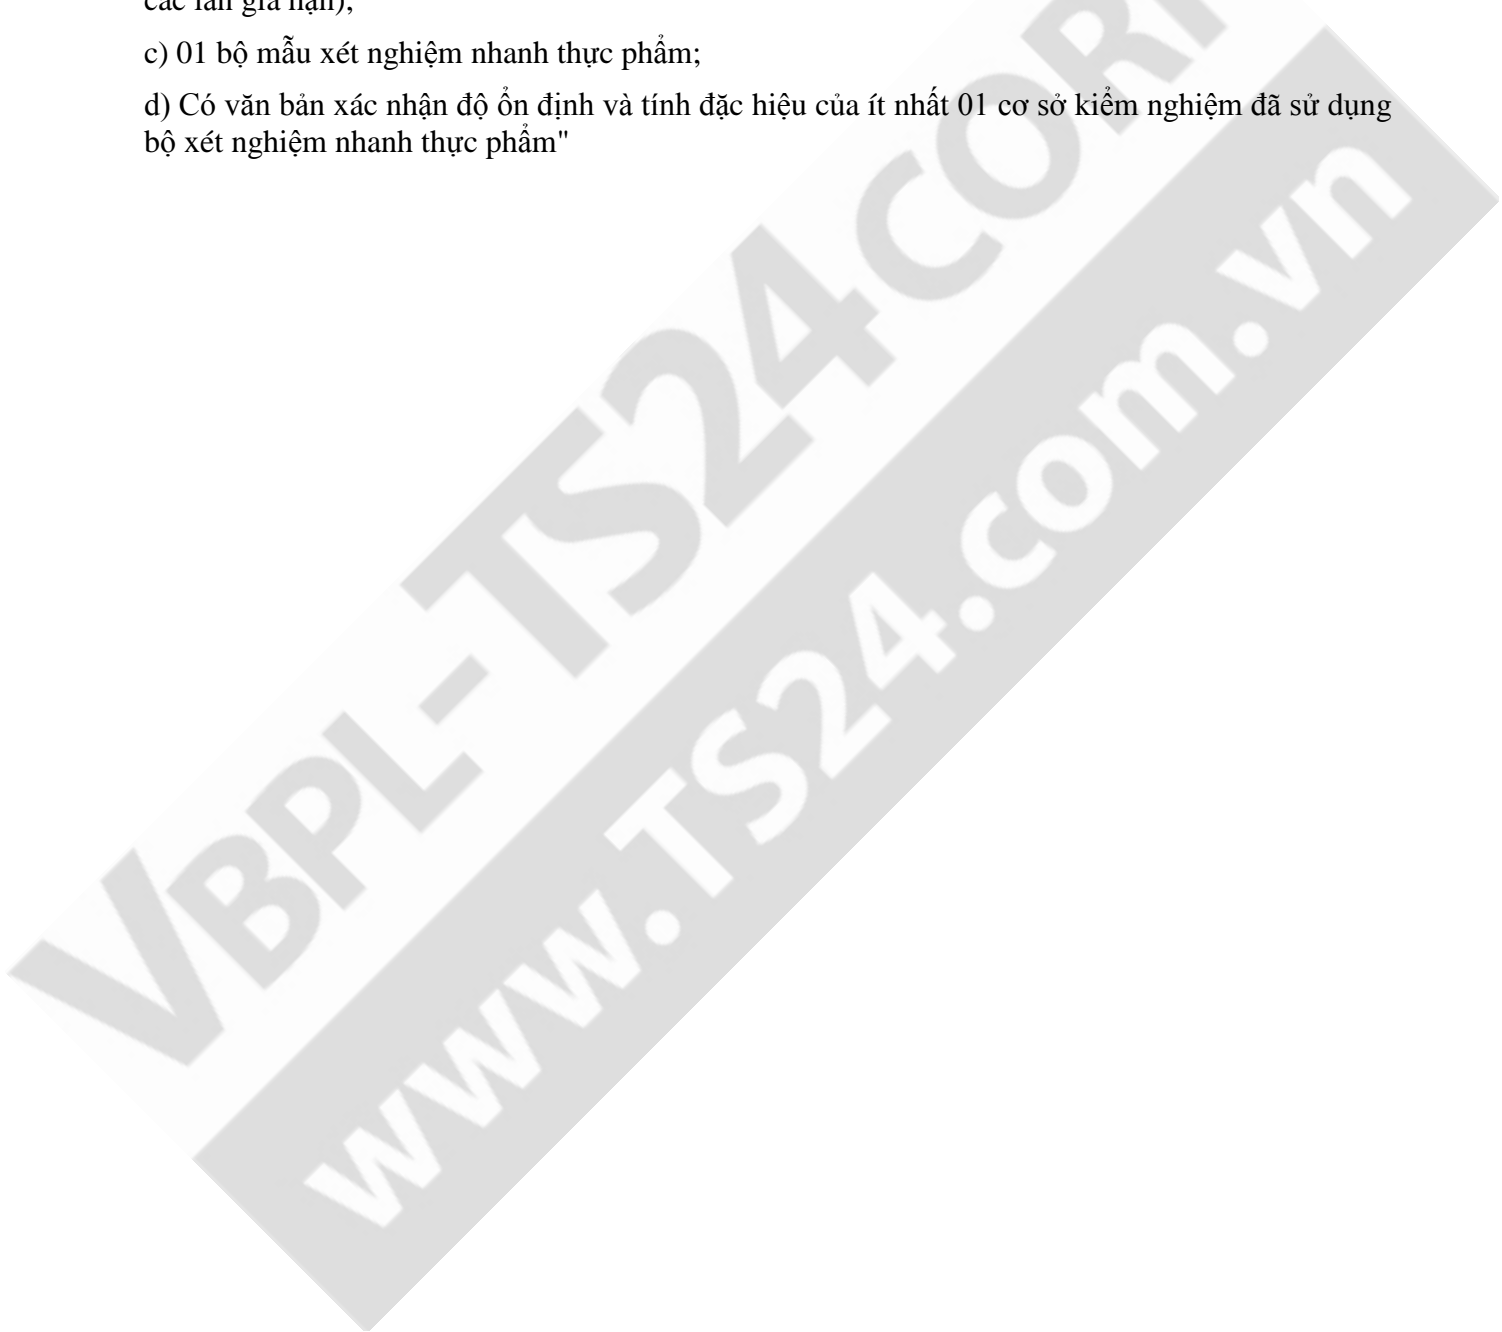 các lần gia hạn);
c) 01 bộ mẫu xét nghiệm nhanh thực phẩm;
d) Có văn bản xác nhận độ ổn định và tính đặc hiệu của ít nhất 01 cơ sở kiểm nghiệm đã sử dụng
bộ xét nghiệm nhanh thực phẩm"
VBPL-TS24CORP
www.TS24.com.vn